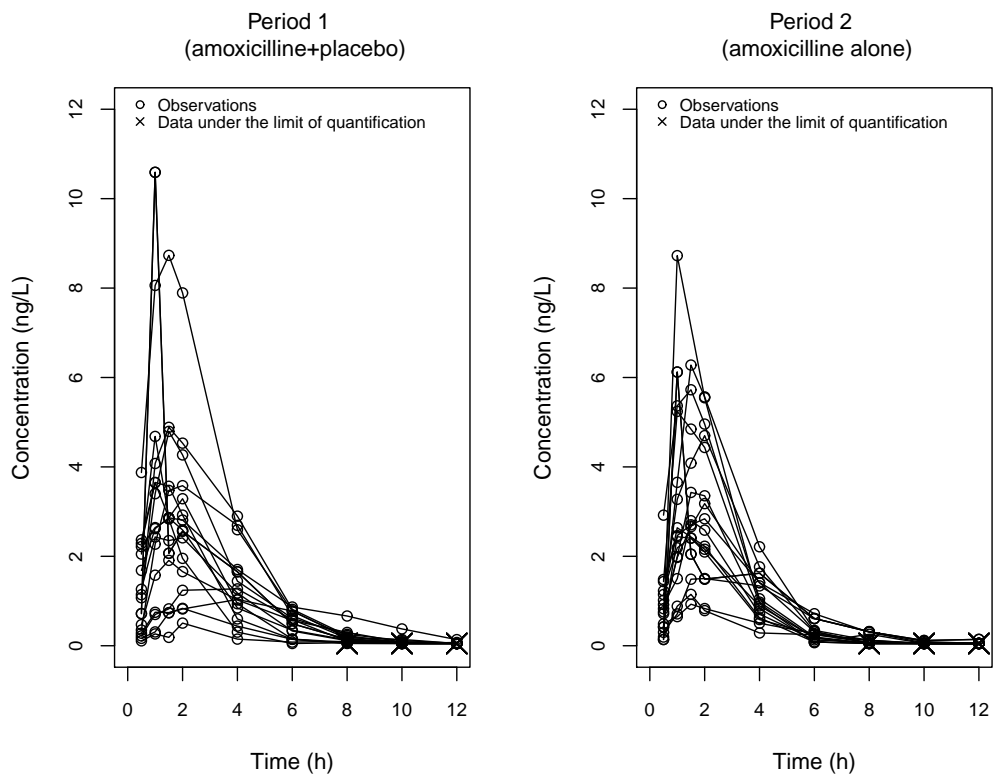 Period 1
(amoxicilline+placebo)
Observations
Data under the limit of quantification
12
10
8
6
4
2
0
Concentration (ng/L)
0 2 4 6 8 10 12
Time (h)
Period 2
(amoxicilline alone)
Observations
Data under the limit of quantification
12
10
8
6
4
2
0
Concentration (ng/L)
0 2 4 6 8 10 12
Time (h)